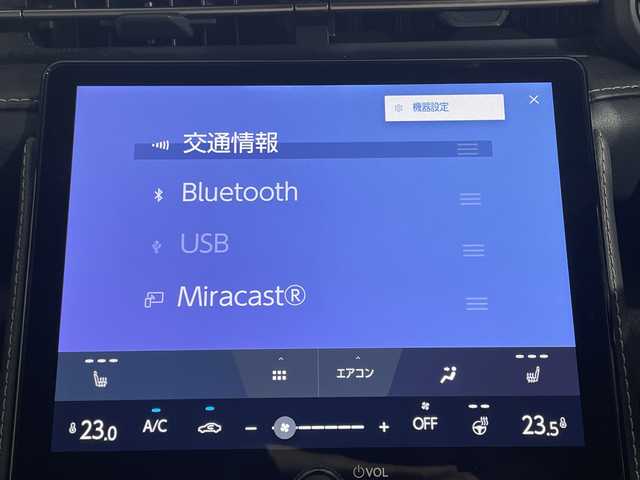 機器設定
交通情報
Bluetooth
USB
Miracast®
エアコン
23.0 A/C − + OFF 23.5
VOL